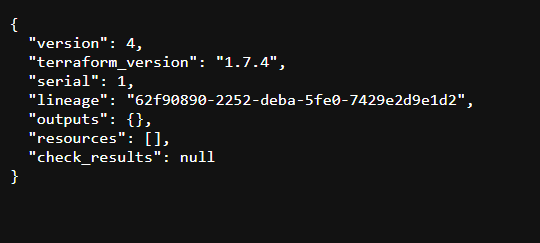 {
  "version": 4,
  "terraform_version": "1.7.4",
  "serial": 1,
  "lineage": "62f90890-2252-deba-5fe0-7429e2d9e1d2",
  "outputs": {},
  "resources": [],
  "check_results": null
}